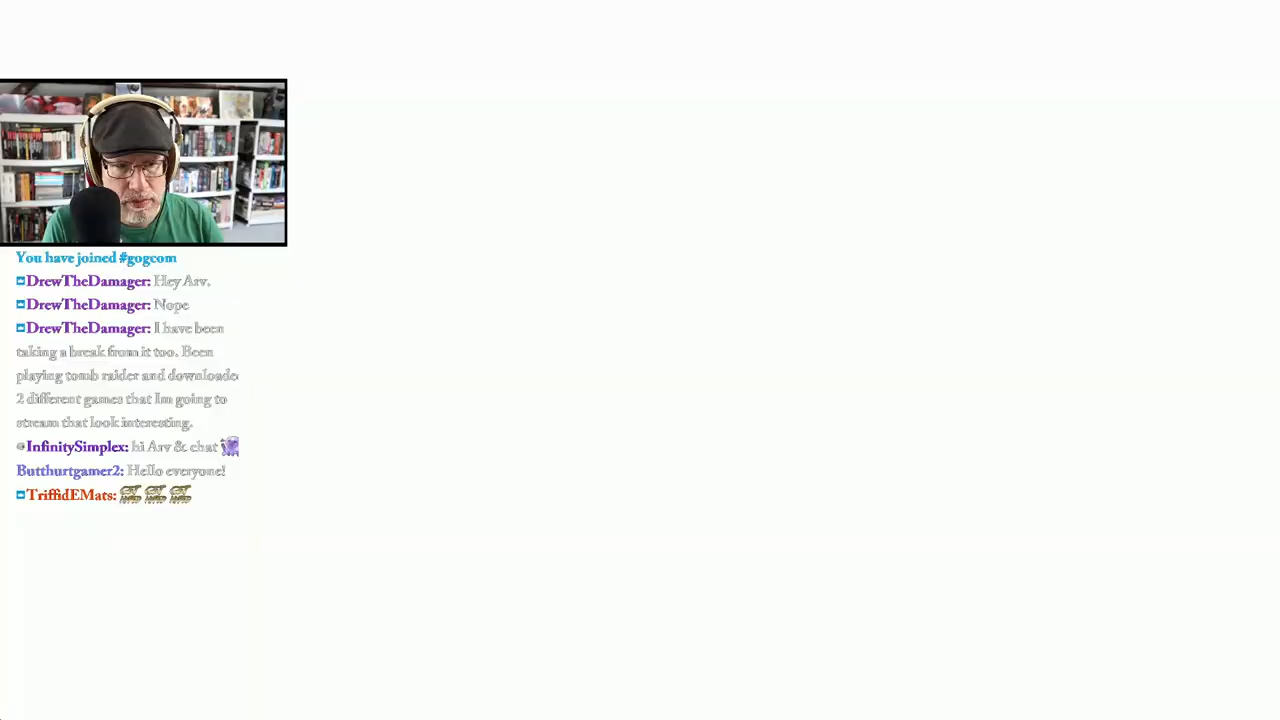 You have joined #gogcom
DrewTheDamager: Hey Arv.
DrewTheDamager: Nope
DrewTheDamager: I have been
taking a break from it too. Been
playing tomb raider and downloade
2 different games that Im going to
stream that look interesting.
InfinitySimplex: hi Arv & chat
Butthurtgamer2: Hello everyone!
TriffidEMats: